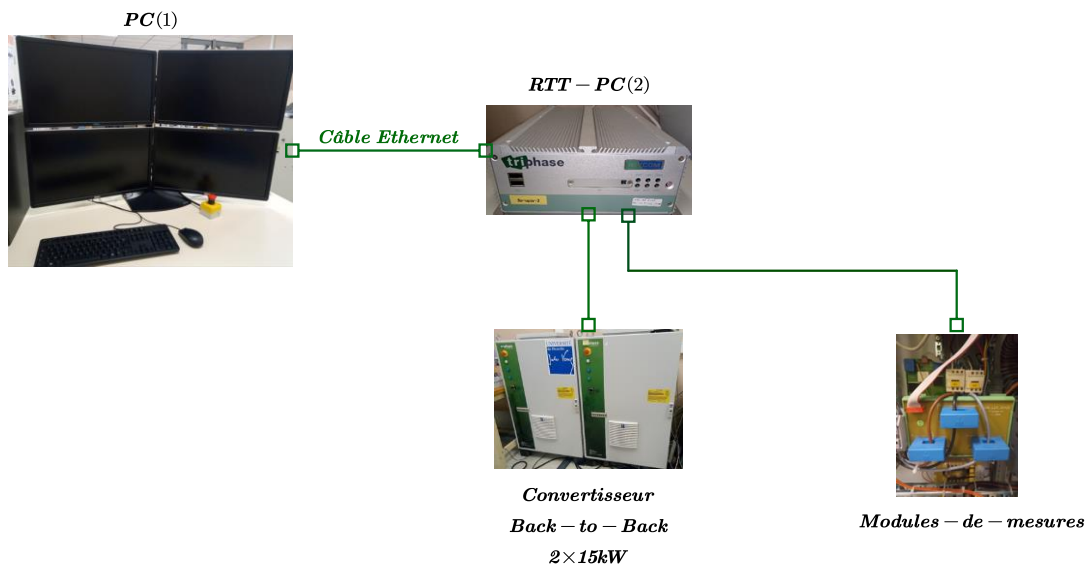 PC(1)
RTT – PC(2)
Câble Ethernet
triphase
Convertisseur
Back – to – Back
2×15kW
Modules – de – mesures